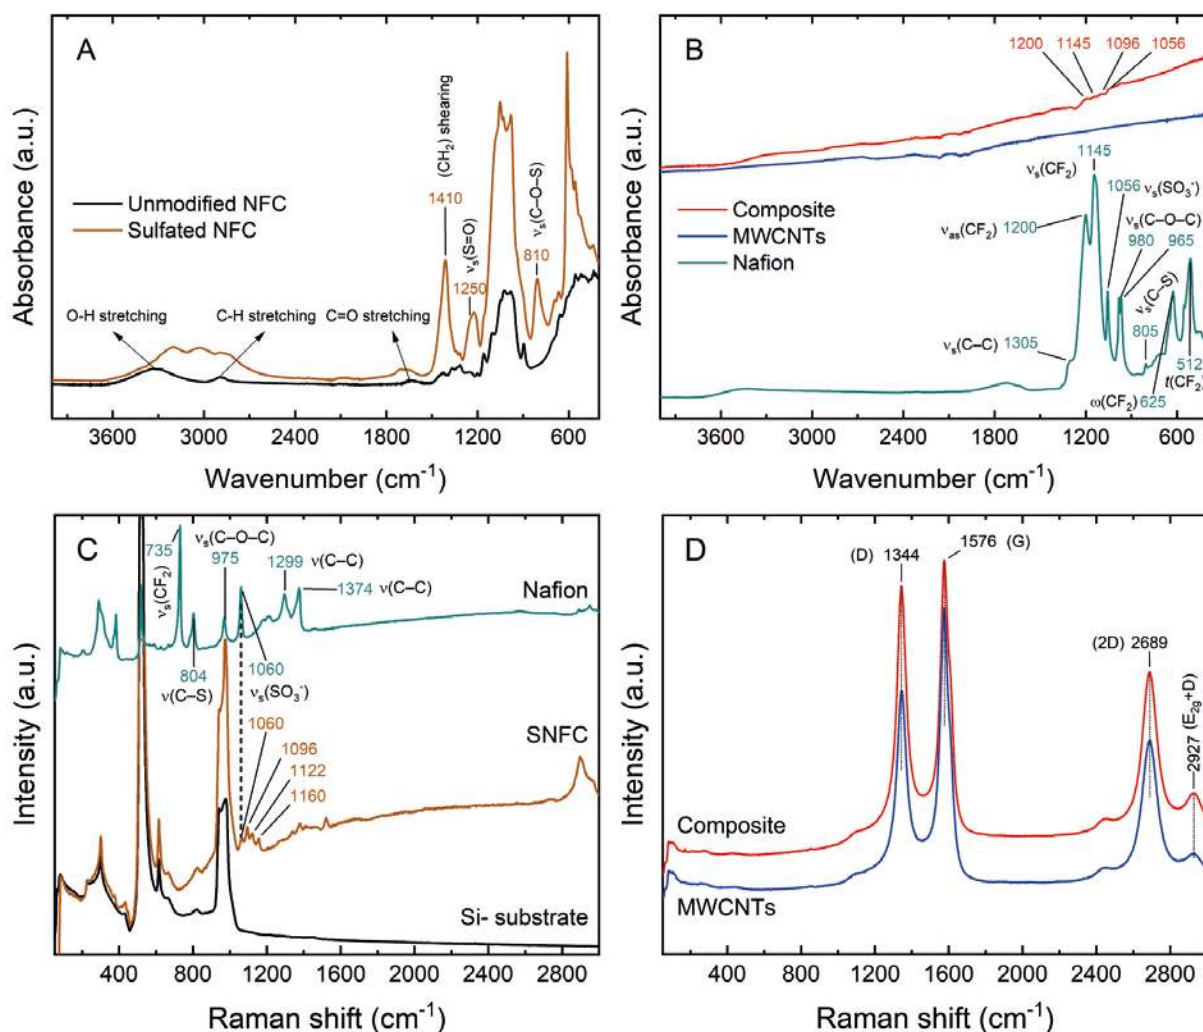 A
Absorbance (a.u.)
Unmodified NFC
Sulfated NFC
(CH₂) shearing
1410
νs(S=O)
1250
νs(C–O–S)
810
O-H stretching
C-H stretching
C=O stretching
3600 3000 2400 1800 1200 600
Wavenumber (cm⁻¹)
B
Absorbance (a.u.)
1200 1145 1096 1056
Composite
MWCNTs
Nafion
νs(CF₂)
1145
1056 νs(SO₃⁻)
νas(CF₂) 1200
νs(C–O–C)
980 965
νs(C–S)
805
νs(C–C) 1305
512
t(CF₂)
ω(CF₂) 625
3600 3000 2400 1800 1200 600
Wavenumber (cm⁻¹)
C
Intensity (a.u.)
735
νs(CF₂)
νs(C–O–C)
975
1299 ν(C–C)
1374 ν(C–C)
Nafion
804
ν(C–S)
1060
νs(SO₃⁻)
1060
1096
1122
1160
SNFC
Si- substrate
400 800 1200 1600 2000 2400 2800
Raman shift (cm⁻¹)
D
Intensity (a.u.)
(D) 1344
1576 (G)
(2D) 2689
2927 (E₂g+D)
Composite
MWCNTs
400 800 1200 1600 2000 2400 2800
Raman shift (cm⁻¹)